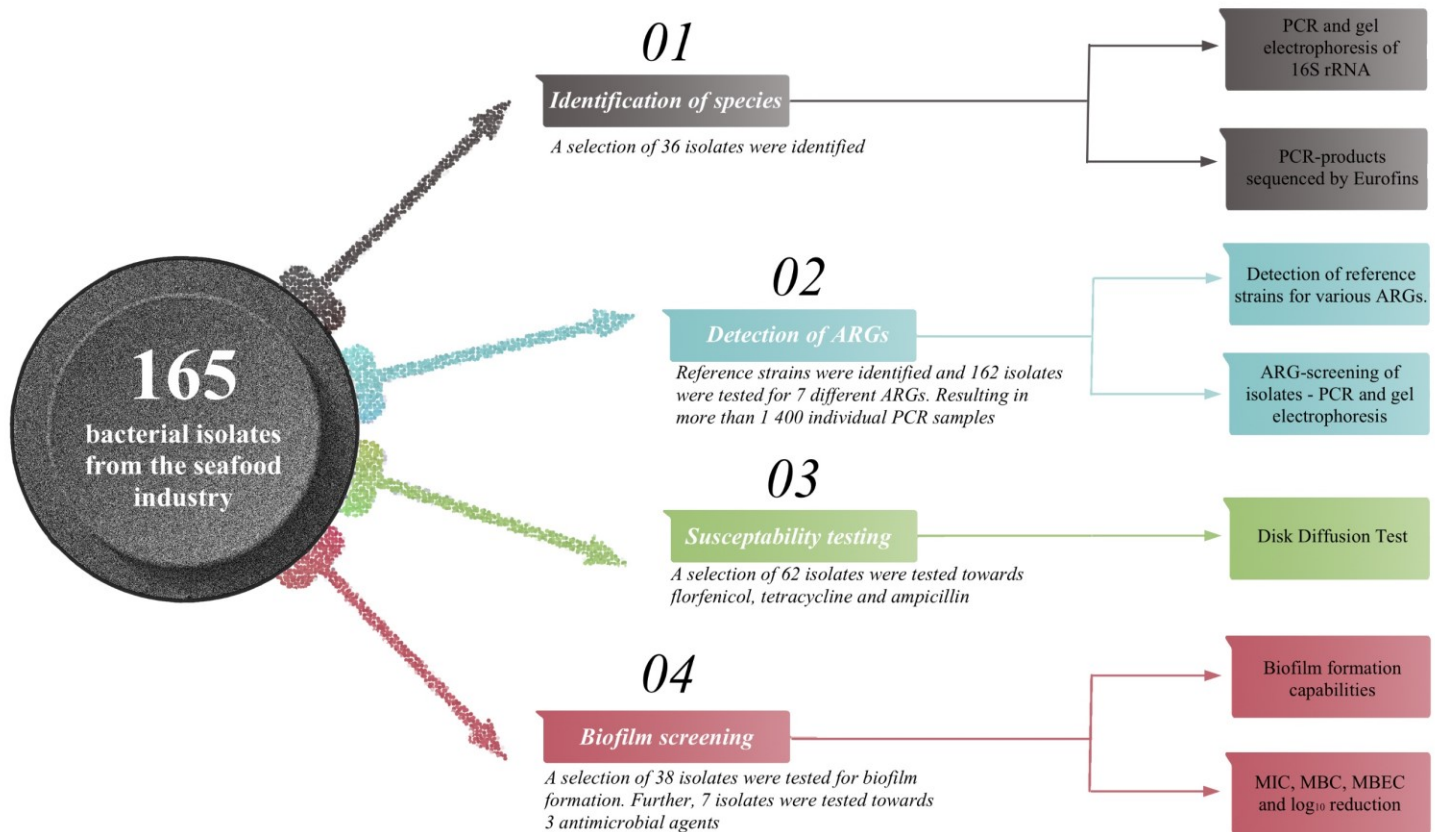 165
bacterial isolates
from the seafood
industry
01
Identification of species
A selection of 36 isolates were identified
PCR and gel
electrophoresis of
16S rRNA
PCR-products
sequenced by Eurofins
02
Detection of ARGs
Reference strains were identified and 162 isolates
were tested for 7 different ARGs. Resulting in
more than 1 400 individual PCR samples
Detection of reference
strains for various ARGs.
ARG-screening of
isolates - PCR and gel
electrophoresis
03
Susceptability testing
A selection of 62 isolates were tested towards
florfenicol, tetracycline and ampicillin
Disk Diffusion Test
04
Biofilm screening
A selection of 38 isolates were tested for biofilm
formation. Further, 7 isolates were tested towards
3 antimicrobial agents
Biofilm formation
capabilities
MIC, MBC, MBEC
and log₁₀ reduction